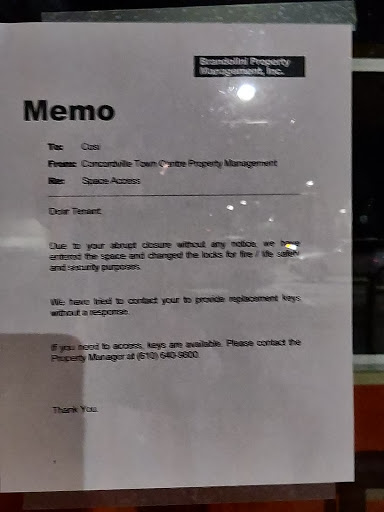 Brandolini Property
Management, Inc.
Memo
To: Cosi
From: Concordville Town Centre Property Management
Re: Space Access
Dear Tenant,
Due to your abrupt closure without any notice, we have
entered the space and changed the locks for fire / life safety
and security purposes.
We have tried to contact your to provide replacement keys
without a response.
If you need to access, keys are available. Please contact the
Property Manager at (610) 640-9800.
Thank You.